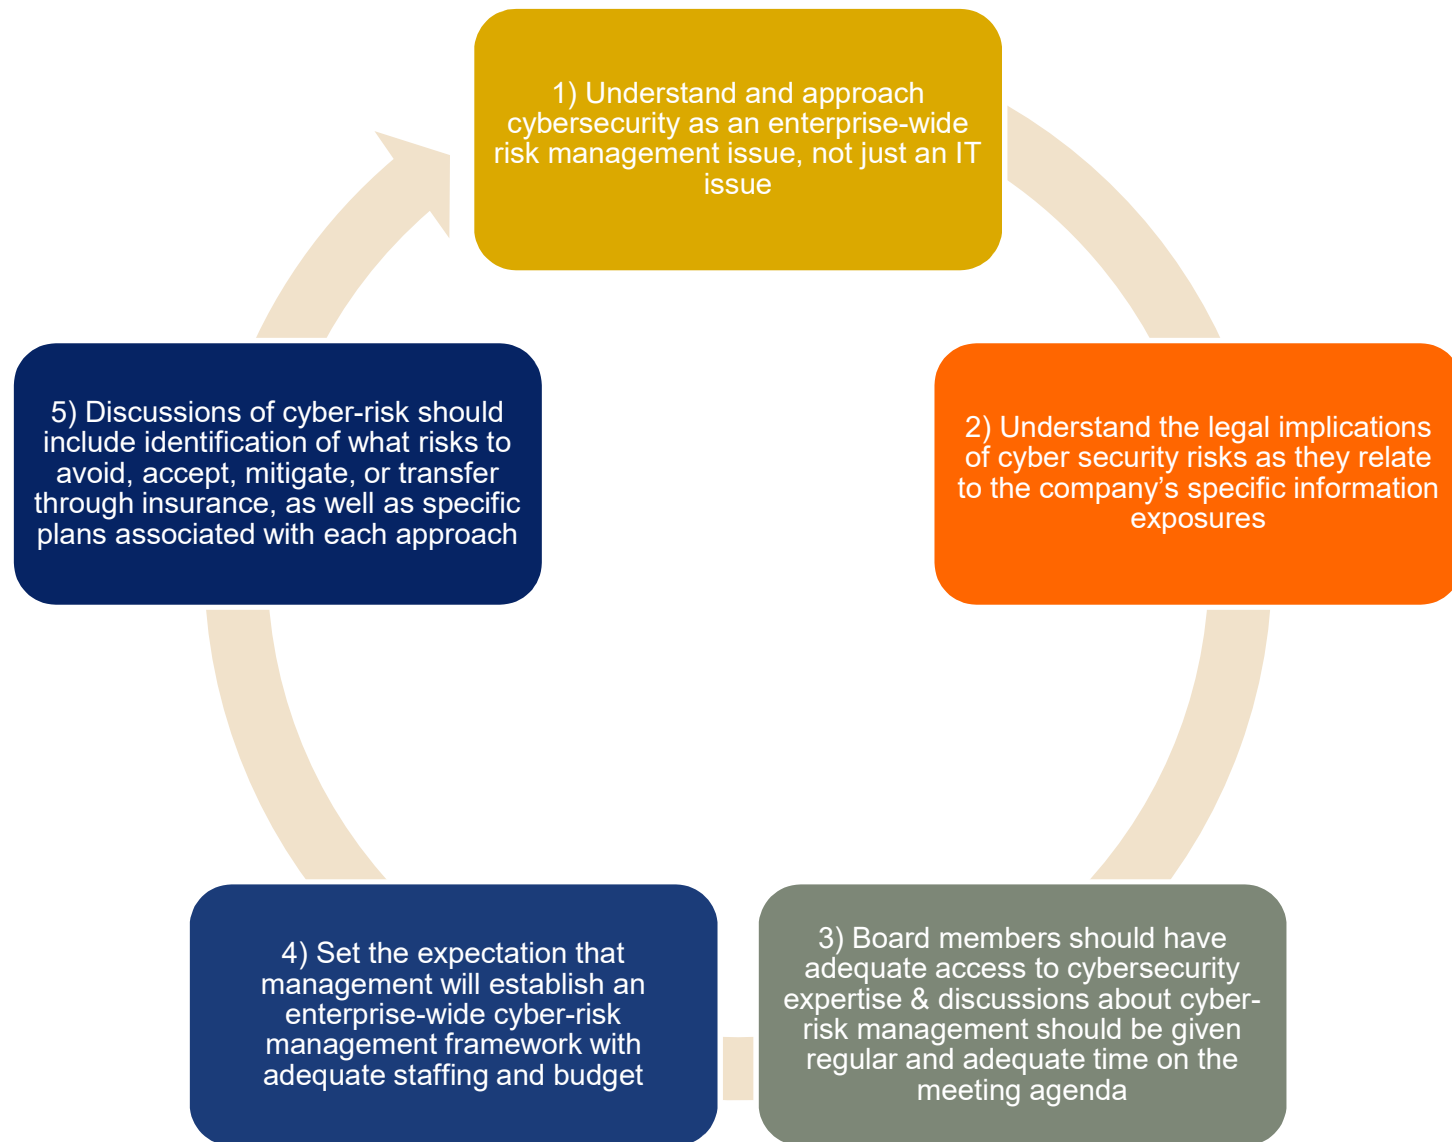 1) Understand and approach
cybersecurity as an enterprise-wide
risk management issue, not just an IT
issue
2) Understand the legal implications
of cyber security risks as they relate
to the company’s specific information
exposures
3) Board members should have
adequate access to cybersecurity
expertise & discussions about cyber-
risk management should be given
regular and adequate time on the
meeting agenda
4) Set the expectation that
management will establish an
enterprise-wide cyber-risk
management framework with
adequate staffing and budget
5) Discussions of cyber-risk should
include identification of what risks to
avoid, accept, mitigate, or transfer
through insurance, as well as specific
plans associated with each approach